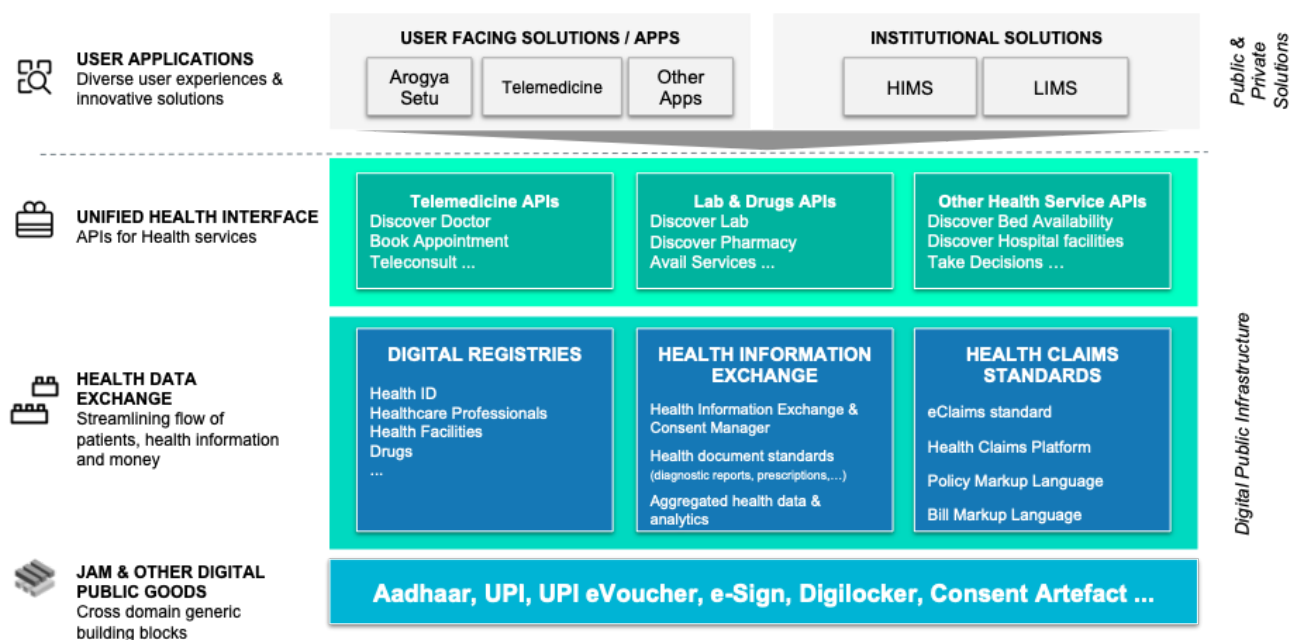 USER APPLICATIONS
Diverse user experiences &
innovative solutions
USER FACING SOLUTIONS / APPS
Arogya
Setu
Telemedicine
Other
Apps
INSTITUTIONAL SOLUTIONS
HIMS
LIMS
Public &
Private
Solutions
UNIFIED HEALTH INTERFACE
APIs for Health services
Telemedicine APIs
Discover Doctor
Book Appointment
Teleconsult ...
Lab & Drugs APIs
Discover Lab
Discover Pharmacy
Avail Services ...
Other Health Service APIs
Discover Bed Availability
Discover Hospital facilities
Take Decisions …
HEALTH DATA
EXCHANGE
Streamlining flow of
patients, health information
and money
DIGITAL REGISTRIES
Health ID
Healthcare Professionals
Health Facilities
Drugs
...
HEALTH INFORMATION
EXCHANGE
Health Information Exchange &
Consent Manager
Health document standards
(diagnostic reports, prescriptions,…)
Aggregated health data &
analytics
HEALTH CLAIMS
STANDARDS
eClaims standard
Health Claims Platform
Policy Markup Language
Bill Markup Language
Digital Public Infrastructure
JAM & OTHER DIGITAL
PUBLIC GOODS
Cross domain generic
building blocks
Aadhaar, UPI, UPI eVoucher, e-Sign, Digilocker, Consent Artefact ...